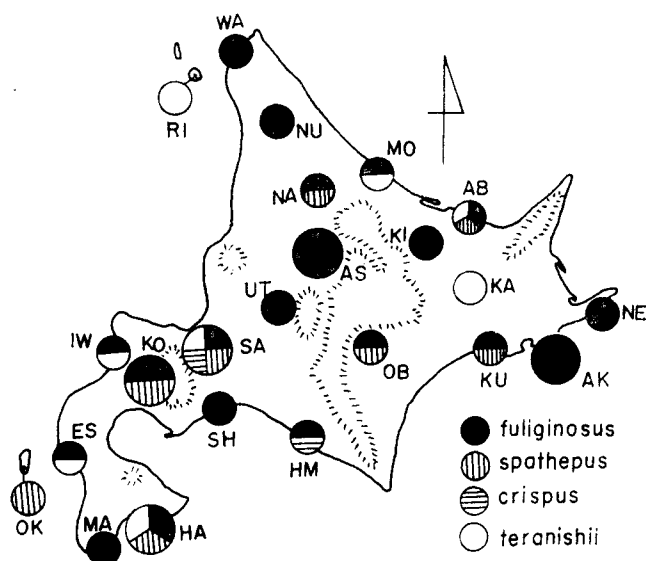 WA
RI
NU
MO
NA
AB
KI
AS
KA
UT
NE
IW
KO
SA
OB
KU
AK
ES
SH
HM
OK
MA
HA
fuliginosus
spathepus
crispus
teranishii